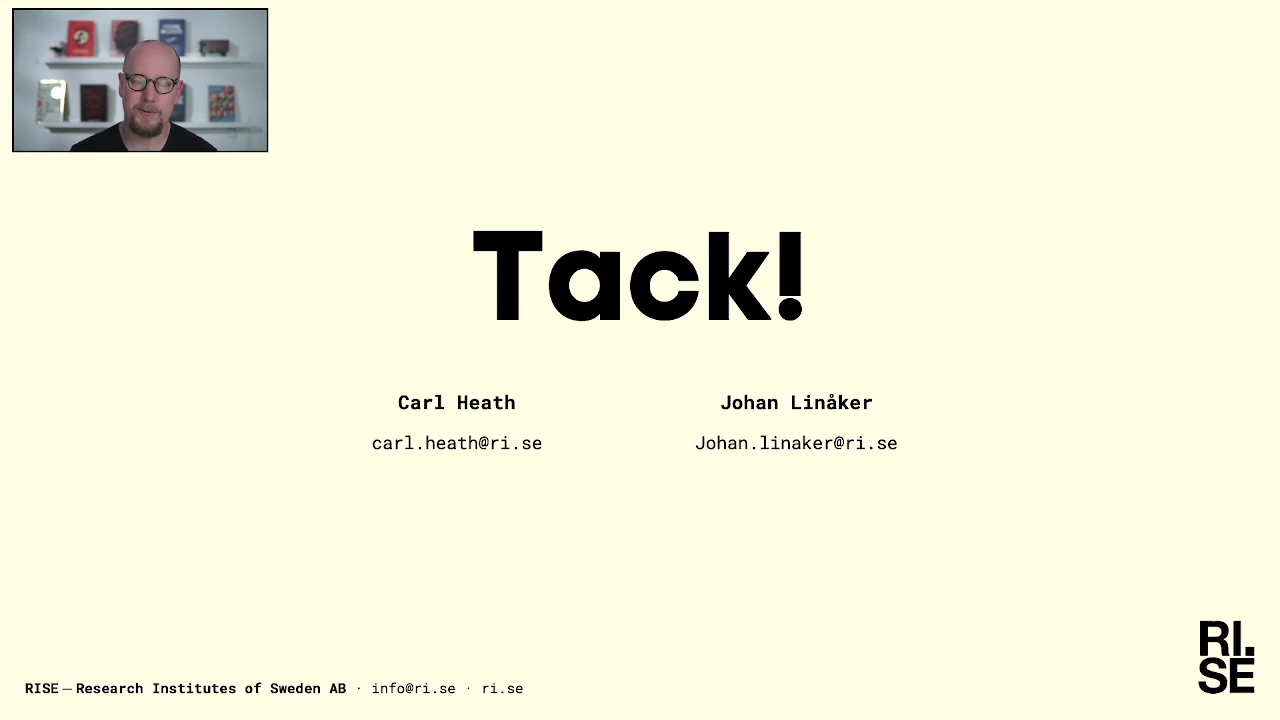 Tack!
Carl Heath
Johan Linåker
carl.heath@ri.se
Johan.linaker@ri.se
RISE — Research Institutes of Sweden AB · info@ri.se · ri.se
RI.
SE